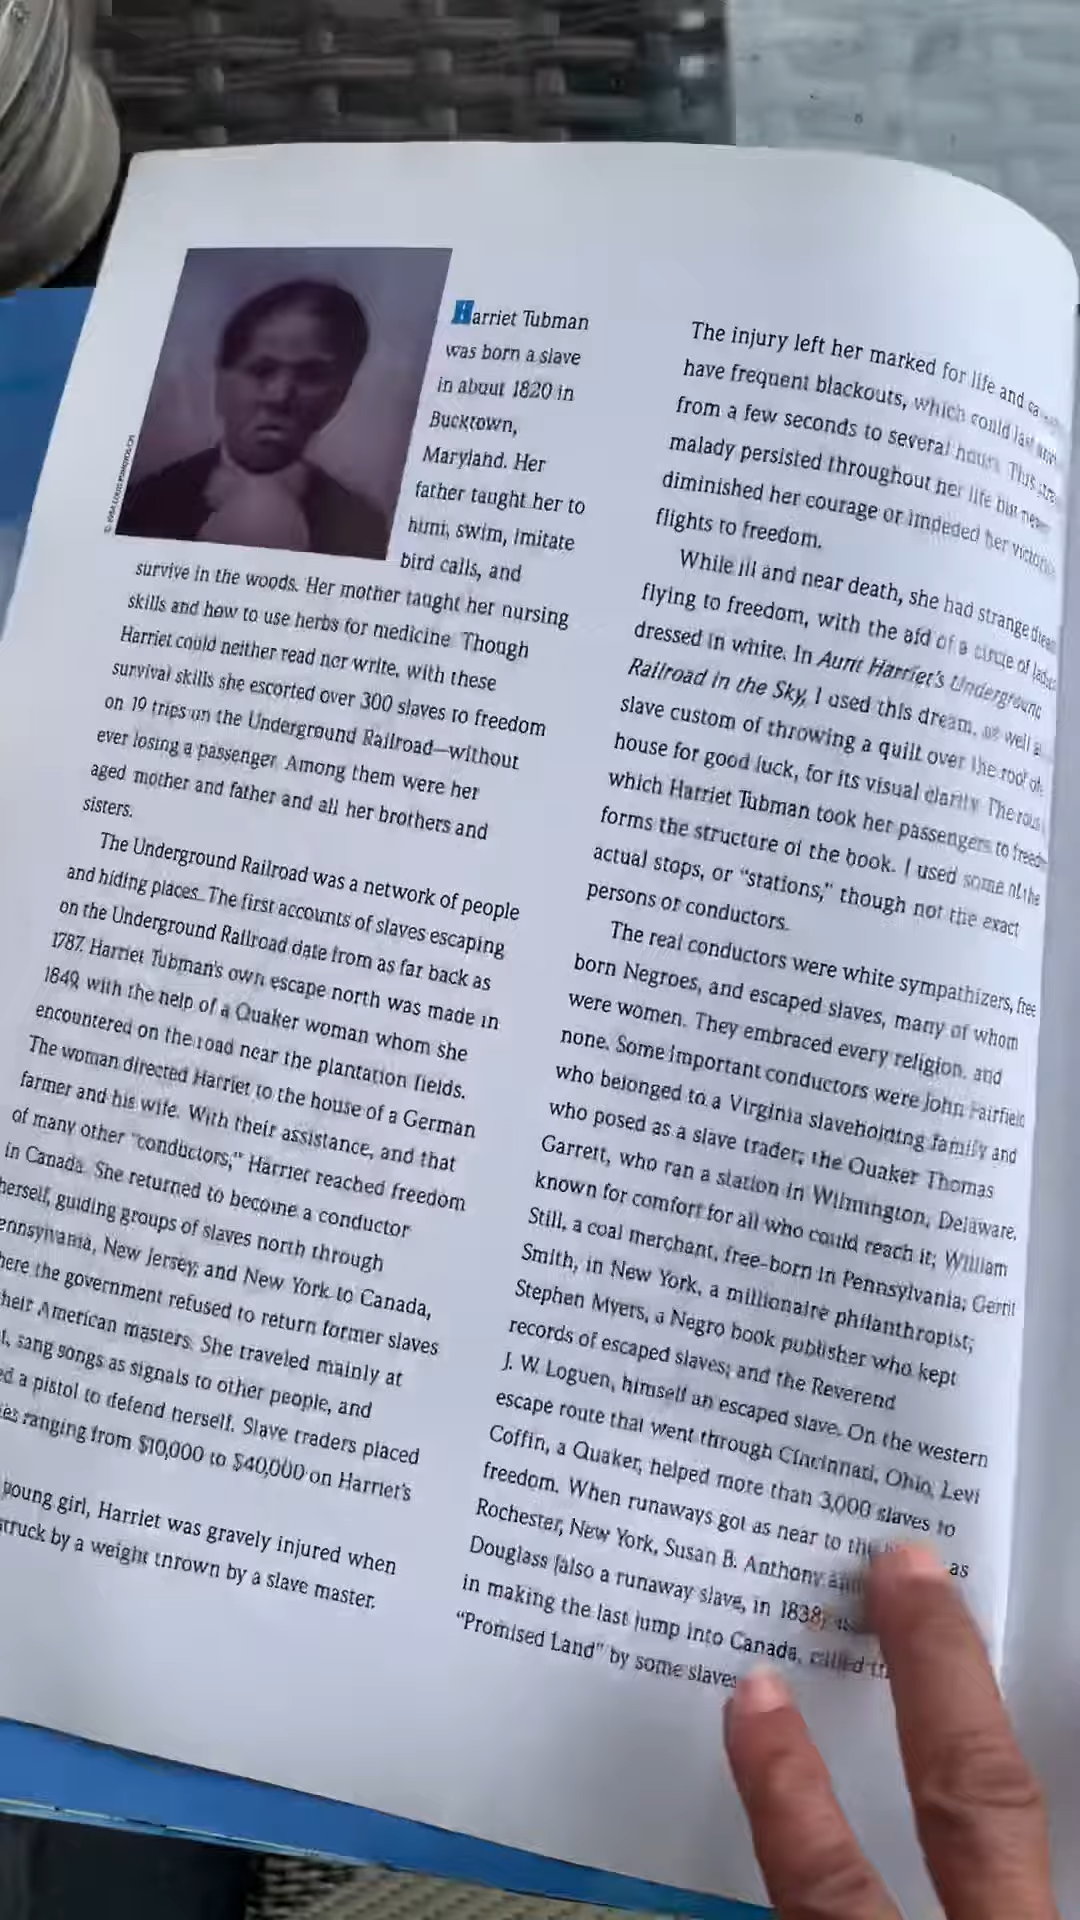 Harriet Tubman
was born a slave
in about 1820 in
Bucktown,
Maryland. Her
father taught her to
hunt, swim, imitate
bird calls, and
survive in the woods. Her mother taught her nursing
skills and how to use herbs for medicine. Though
Harriet could neither read nor write, with these
survival skills she escorted over 300 slaves to freedom
on 19 trips on the Underground Railroad—without
ever losing a passenger. Among them were her
aged mother and father and all her brothers and
sisters.
The Underground Railroad was a network of people
and hiding places. The first accounts of slaves escaping
on the Underground Railroad date from as far back as
1787. Harriet Tubman's own escape north was made in
1849, with the help of a Quaker woman whom she
encountered on the road near the plantation fields.
The woman directed Harriet to the house of a German
farmer and his wife. With their assistance, and that
of many other "conductors," Harriet reached freedom
in Canada. She returned to become a conductor
herself, guiding groups of slaves north through
ennsylvania, New Jersey, and New York to Canada,
here the government refused to return former slaves
heir American masters. She traveled mainly at
t, sang songs as signals to other people, and
ed a pistol to defend herself. Slave traders placed
ies ranging from $10,000 to $40,000 on Harriet's
young girl, Harriet was gravely injured when
truck by a weight thrown by a slave master.
The injury left her marked for life and
have frequent blackouts, which could last
from a few seconds to several hours. This
malady persisted throughout her life but
diminished her courage or impeded her
flights to freedom.
While ill and near death, she had strange
flying to freedom, with the aid of a circle of
dressed in white. In Aunt Harriet's Underground
Railroad in the Sky, I used this dream, as well
slave custom of throwing a quilt over the roof of
house for good luck, for its visual clarity. The
which Harriet Tubman took her passengers to
forms the structure of the book. I used some of the
actual stops, or "stations," though not the exact
persons or conductors.
The real conductors were white sympathizers, free
born Negroes, and escaped slaves, many of whom
were women. They embraced every religion, and
none. Some important conductors were John Fairfield
who belonged to a Virginia slaveholding family and
who posed as a slave trader; the Quaker Thomas
Garrett, who ran a station in Wilmington, Delaware,
known for comfort for all who could reach it; William
Still, a coal merchant, free-born in Pennsylvania; Gerrit
Smith, in New York, a millionaire philanthropist;
Stephen Myers, a Negro book publisher who kept
records of escaped slaves; and the Reverend
J. W. Loguen, himself an escaped slave. On the western
escape route that went through Cincinnati, Ohio, Levi
Coffin, a Quaker, helped more than 3,000 slaves to
freedom. When runaways got as near to the as
Rochester, New York, Susan B. Anthony
Douglass (also a runaway slave, in 1838)
in making the last jump into Canada, called
"Promised Land" by some slaves